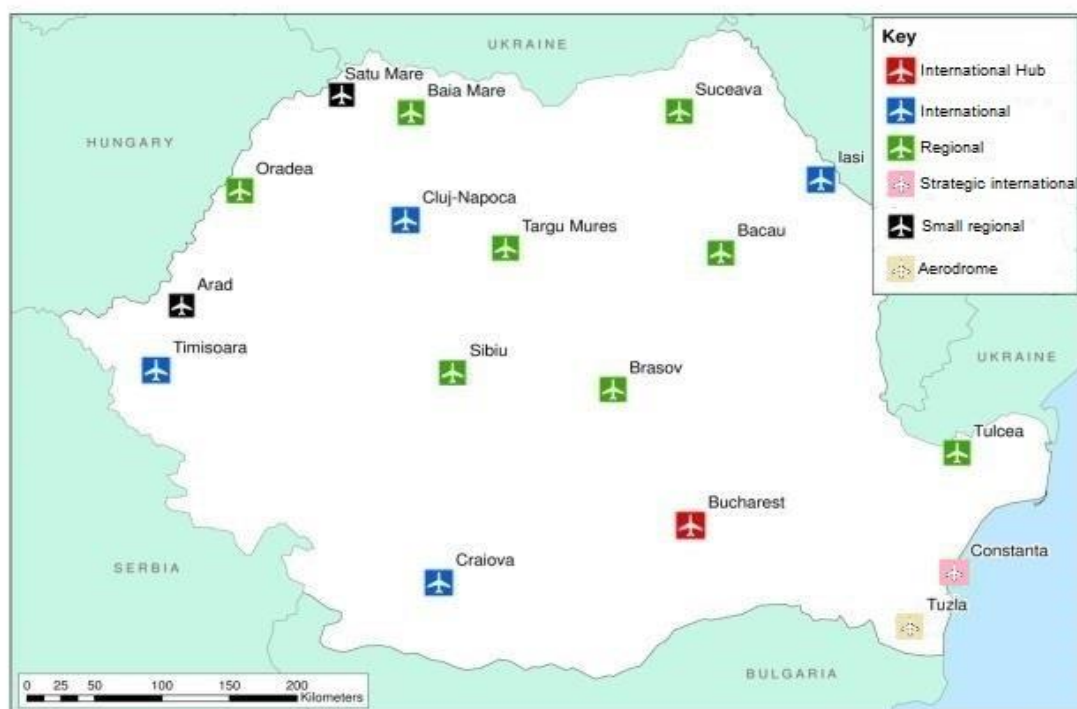 UKRAINE
Key
International Hub
International
Regional
Strategic international
Small regional
Aerodrome
Satu Mare
Baia Mare
Suceava
HUNGARY
Iasi
Oradea
Cluj-Napoca
Targu Mures
Bacau
Arad
Timisoara
Sibiu
Brasov
UKRAINE
Tulcea
Bucharest
Constanta
Craiova
SERBIA
Tuzla
BULGARIA
0 25 50 100 150 200
Kilometers